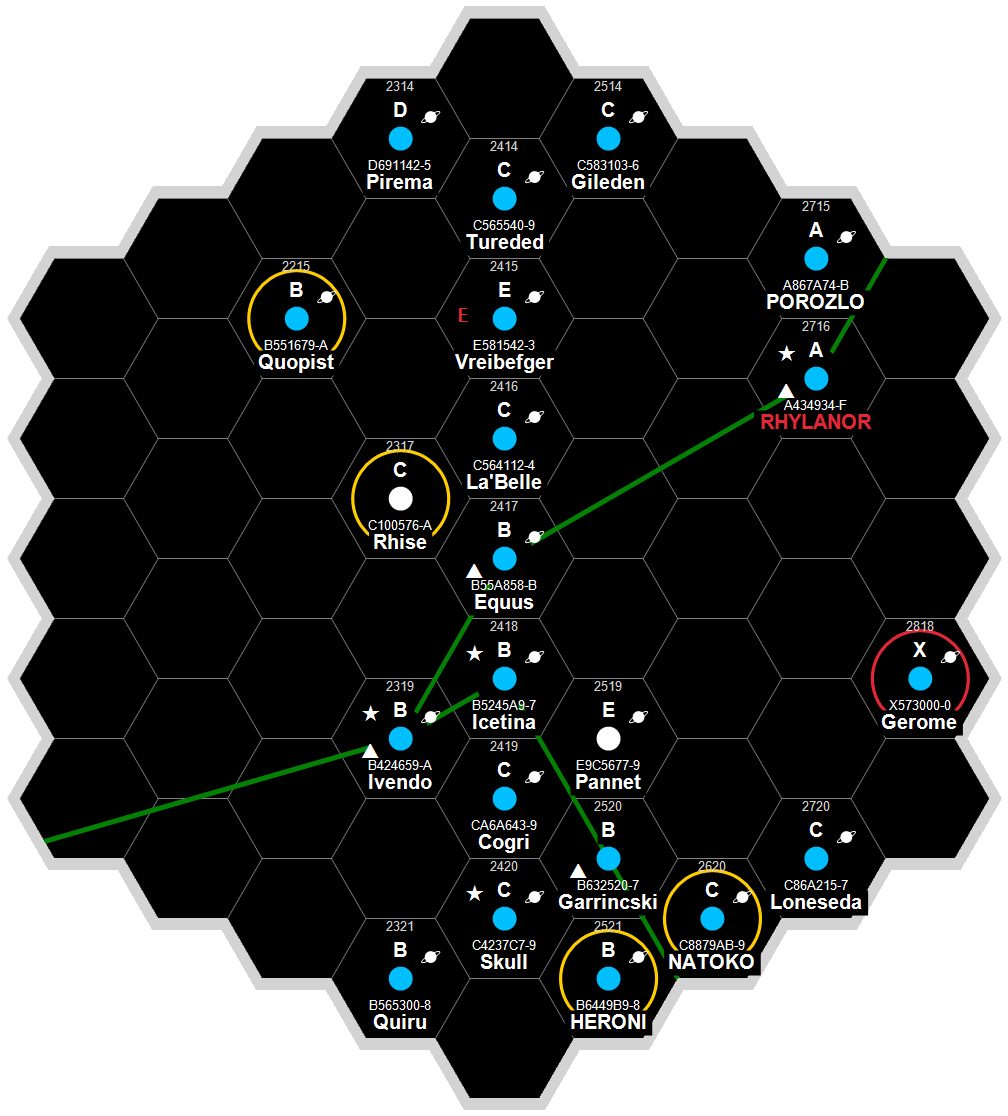 2314
D
D691142-5
Pirema
2514
C
C583103-6
Gileden
2414
C
C565540-9
Tureded
2715
A
A867A74-B
POROZLO
2215
B
B551679-A
Quopist
2415
E
E
E581542-3
Vreibefger
2716
A
A434934-F
RHYLANOR
2416
C
C564112-4
La'Belle
2317
C
C100576-A
Rhise
2417
B
B55A858-B
Equus
2418
B
B5245A9-7
Icetina
2818
X
X573000-0
Gerome
2319
B
B424659-A
Ivendo
2519
E
E9C5677-9
Pannet
2419
C
CA6A643-9
Cogri
2520
B
B632520-7
Garrincski
2720
C
C86A215-7
Loneseda
2420
C
C4237C7-9
Skull
2620
C
C8879AB-9
NATOKO
2321
B
B565300-8
Quiru
2521
B
B6449B9-8
HERONI